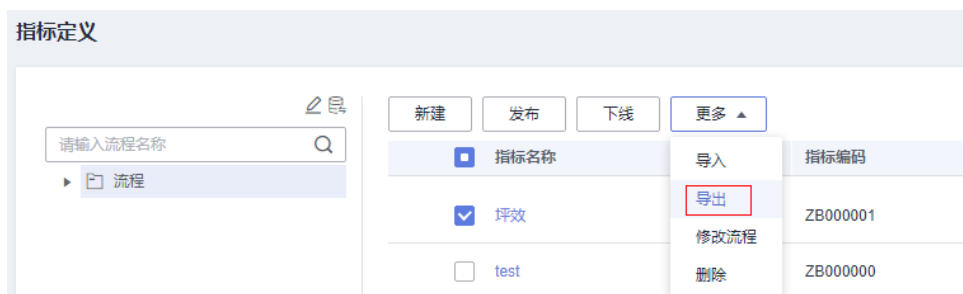 指标定义
请输入流程名称
流程
新建 发布 下线 更多
指标名称 指标编码
导入
导出
修改流程
删除
坪效 ZB000001
test ZB000000